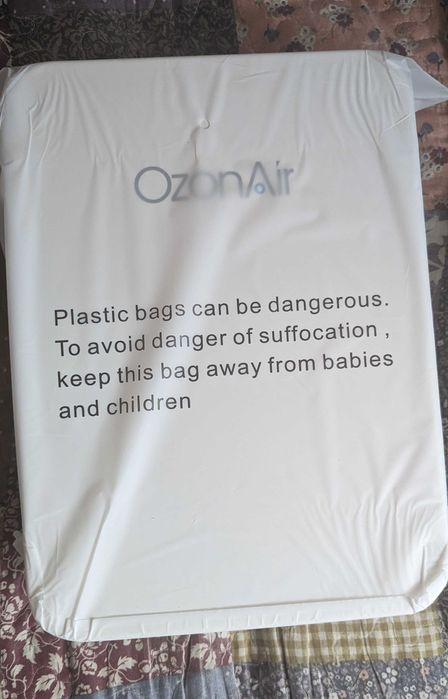 OzonAir
Plastic bags can be dangerous.
To avoid danger of suffocation ,
keep this bag away from babies
and children